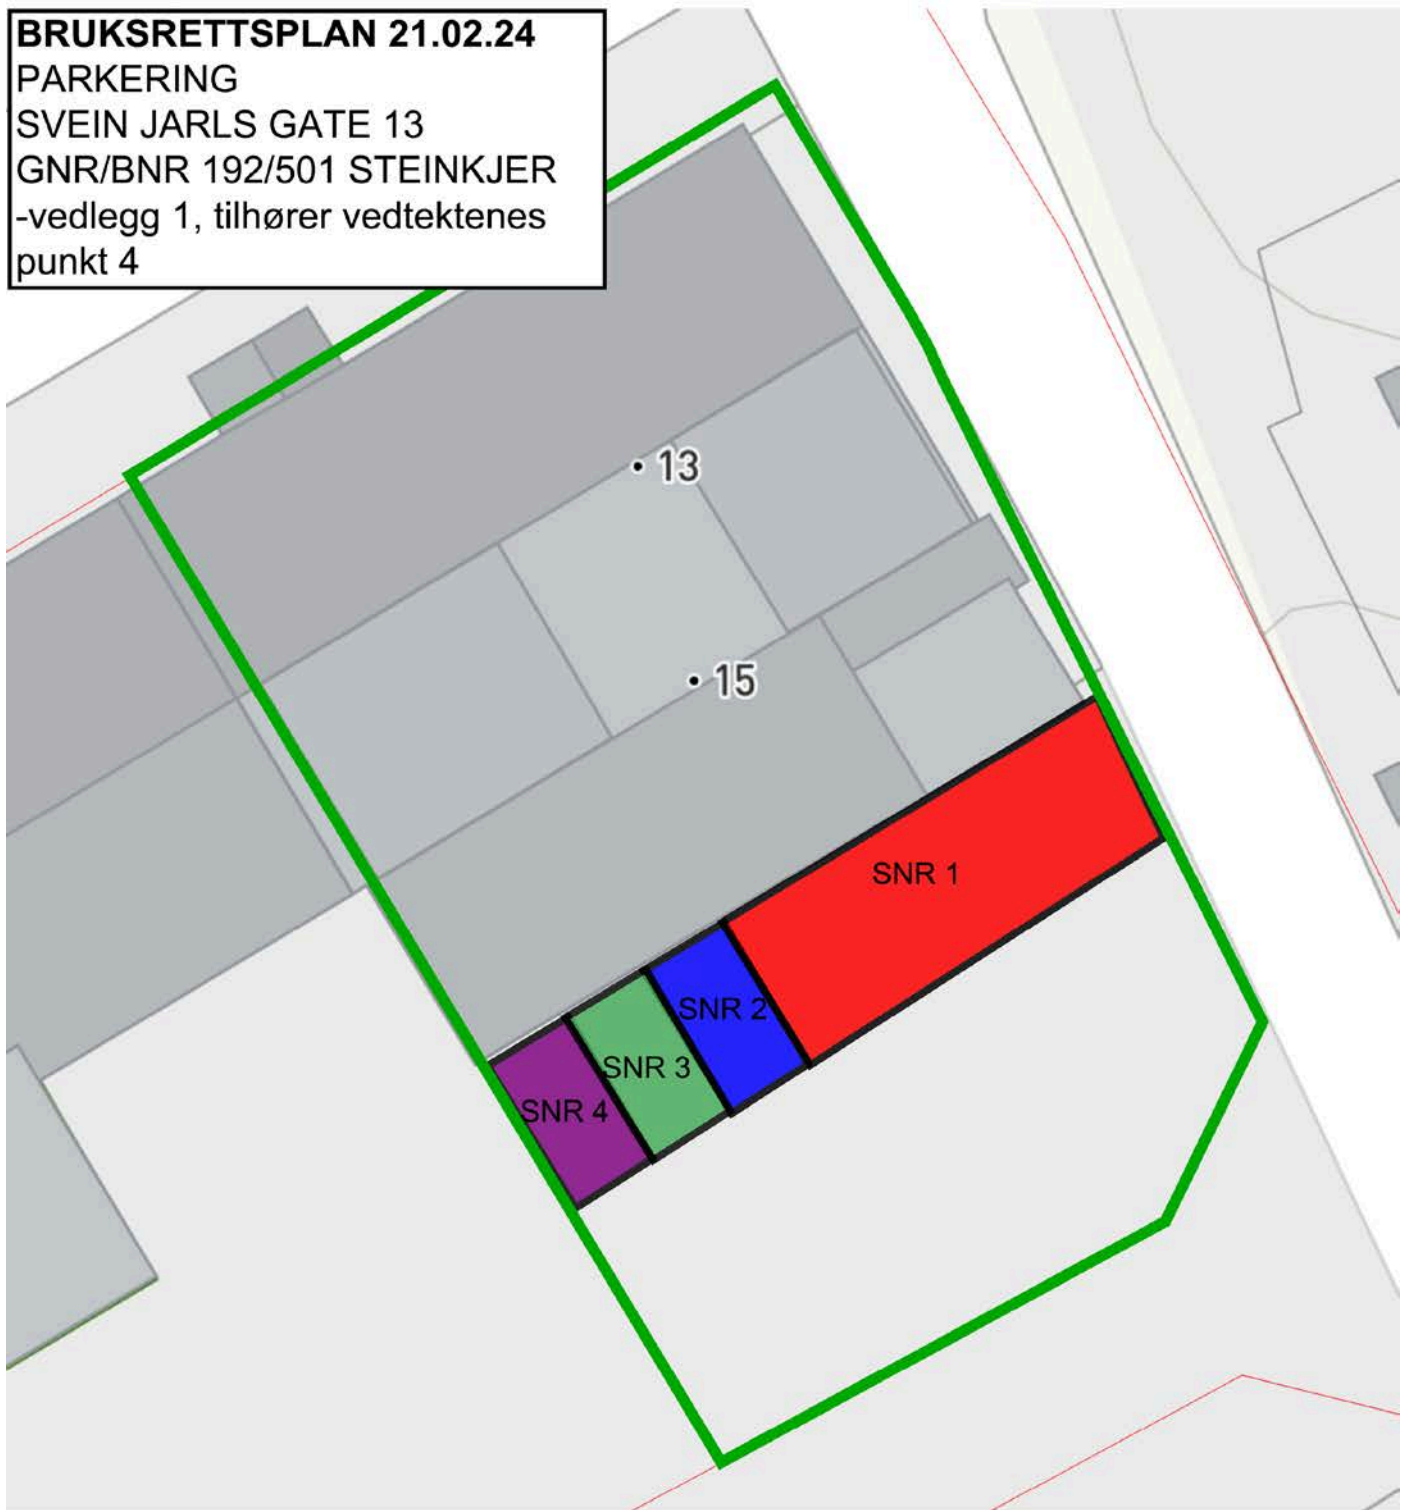 BRUKSRETTSPLAN 21.02.24
PARKERING
SVEIN JARLS GATE 13
GNR/BNR 192/501 STEINKJER
-vedlegg 1, tilhører vedtektenes
punkt 4
13
15
SNR 1
SNR 2
SNR 3
SNR 4